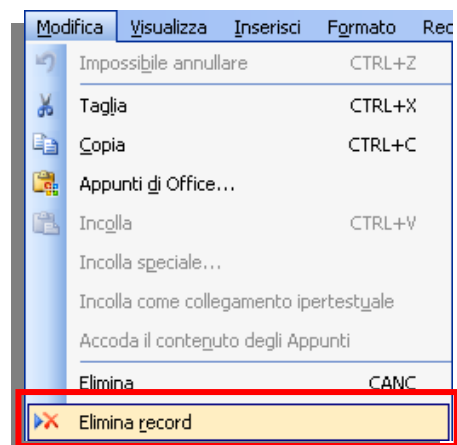 Modifica Visualizza Inserisci Formato Rec
Impossibile annullare CTRL+Z
Taglia CTRL+X
Copia CTRL+C
Appunti di Office...
Incolla CTRL+V
Incolla speciale...
Incolla come collegamento ipertestuale
Accoda il contenuto degli Appunti
Elimina CANC
Elimina record